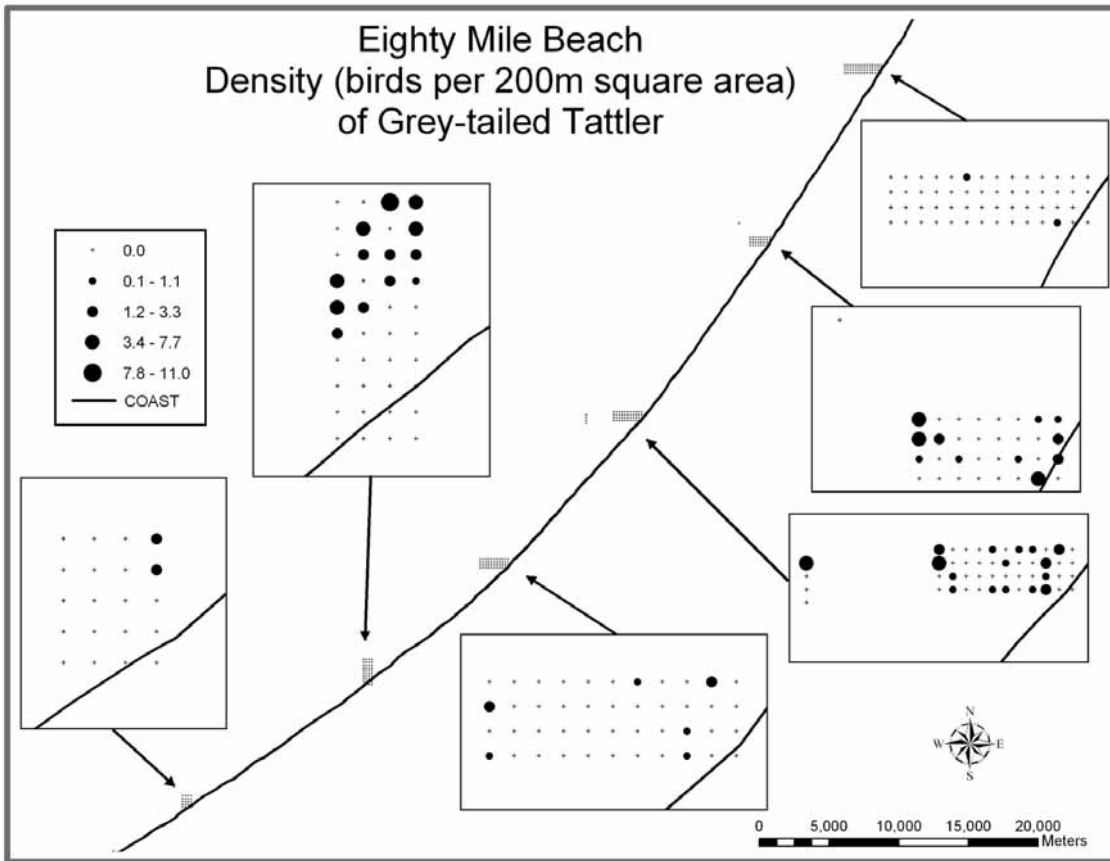 Eighty Mile Beach
Density (birds per 200m square area)
of Grey-tailed Tattler
0.0
0.1 - 1.1
1.2 - 3.3
3.4 - 7.7
7.8 - 11.0
COAST
N
W E
S
0 5,000 10,000 15,000 20,000
Meters